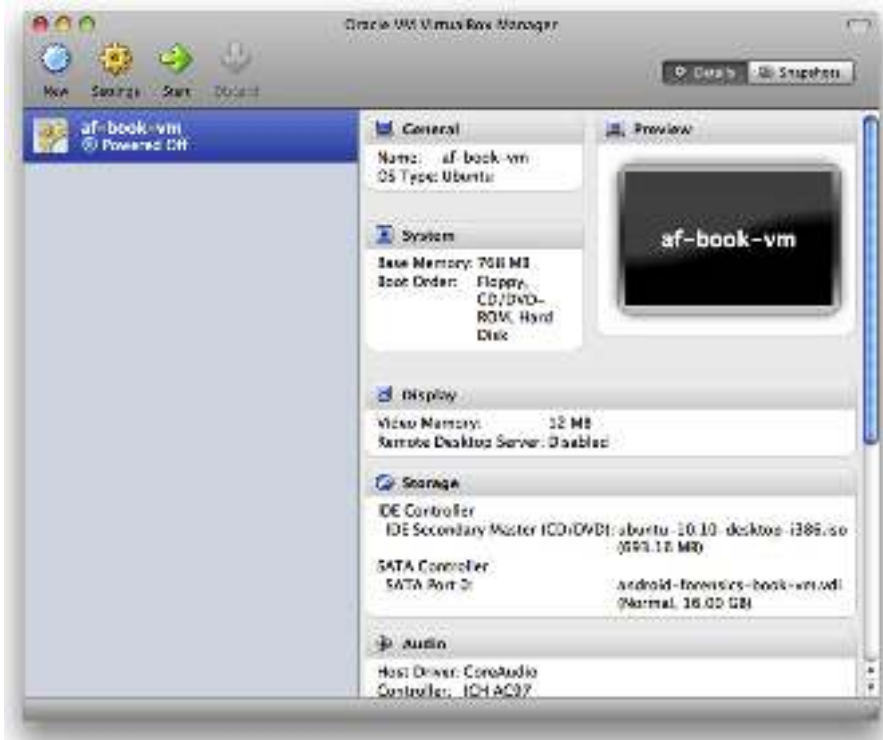 Oracle VM VirtualBox Manager
New Settings Start Discard
Details Snapshots
af-book-vm
Powered Off
General
Name: af-book-vm
OS Type: Ubuntu
System
Base Memory: 768 MB
Boot Order: Floppy,
CD/DVD-
ROM, Hard
Disk
Preview
af-book-vm
Display
Video Memory: 12 MB
Remote Desktop Server: Disabled
Storage
IDE Controller
IDE Secondary Master (CD/DVD): ubuntu-10.10-desktop-i386.iso
(693.16 MB)
SATA Controller
SATA Port 0: android-forensics-book-vm.vdi
(Normal, 16.00 GB)
Audio
Host Driver: CoreAudio
Controller: ICH AC97